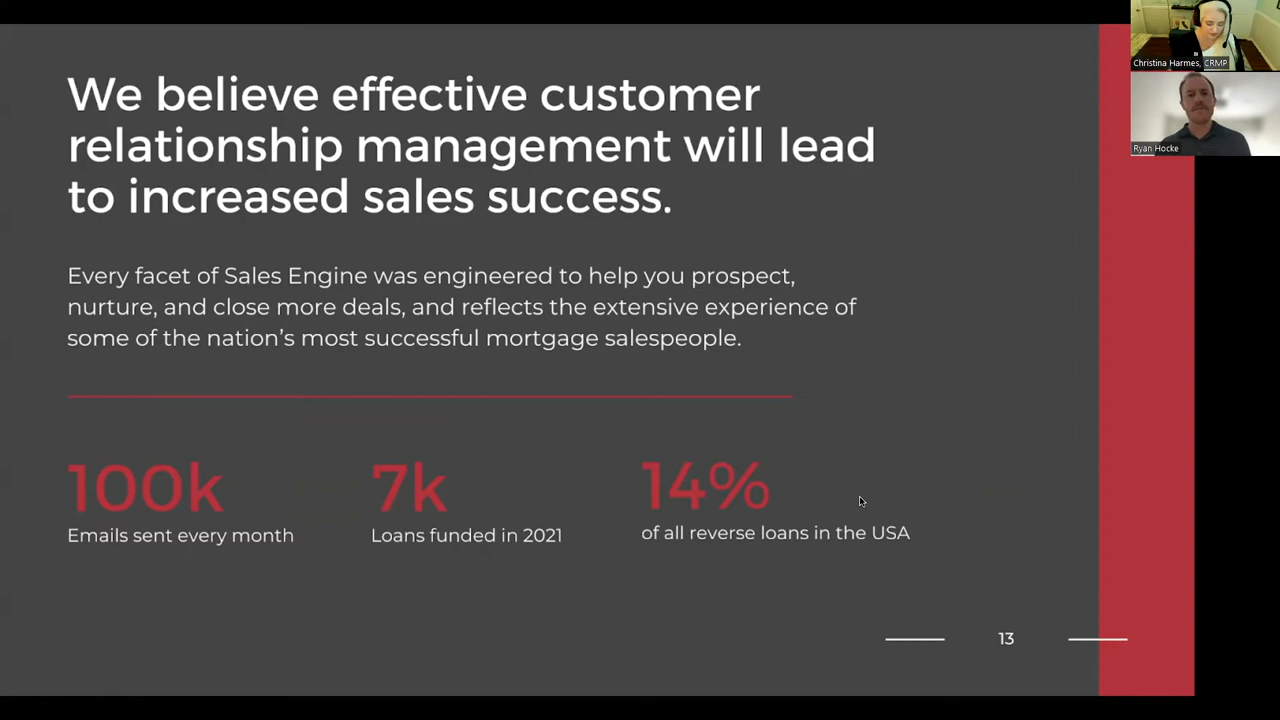 We believe effective customer
relationship management will lead
to increased sales success.
Every facet of Sales Engine was engineered to help you prospect,
nurture, and close more deals, and reflects the extensive experience of
some of the nation's most successful mortgage salespeople.
100k
Emails sent every month
7k
Loans funded in 2021
14%
of all reverse loans in the USA
13
Christina Harmes, CRMP
Ryan Hocke